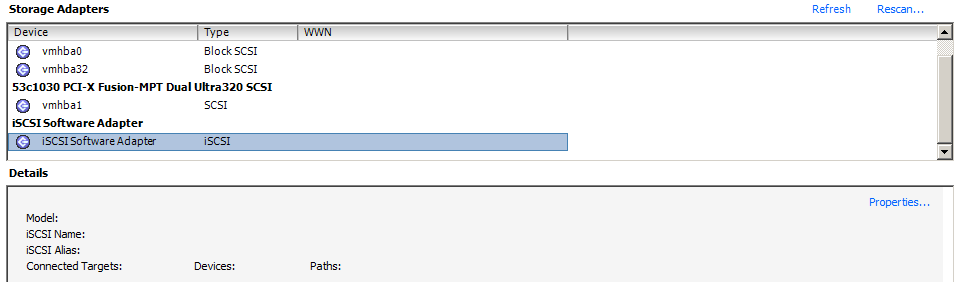 Storage Adapters Refresh Rescan...
Device Type WWN
vmhba0 Block SCSI
vmhba32 Block SCSI
53c1030 PCI-X Fusion-MPT Dual Ultra320 SCSI
vmhba1 SCSI
iSCSI Software Adapter
iSCSI Software Adapter iSCSI
Details
Properties...
Model:
iSCSI Name:
iSCSI Alias:
Connected Targets: Devices: Paths: